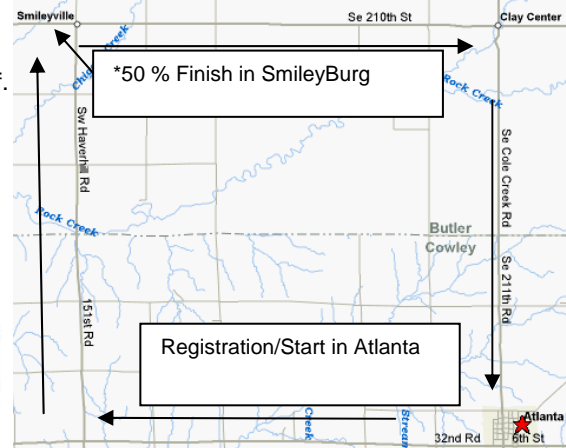 Smileyville
Se 210th St
Clay Center
Chis
Creek
f.
*50 % Finish in SmileyBurg
Rock Creek
Sw Haverhill Rd
Se Cole Creek Rd
Rock Creek
Butler
Cowley
Se 211th Rd
151st Rd
Registration/Start in Atlanta
Creek
Stream
Atlanta
32nd Rd
6th St